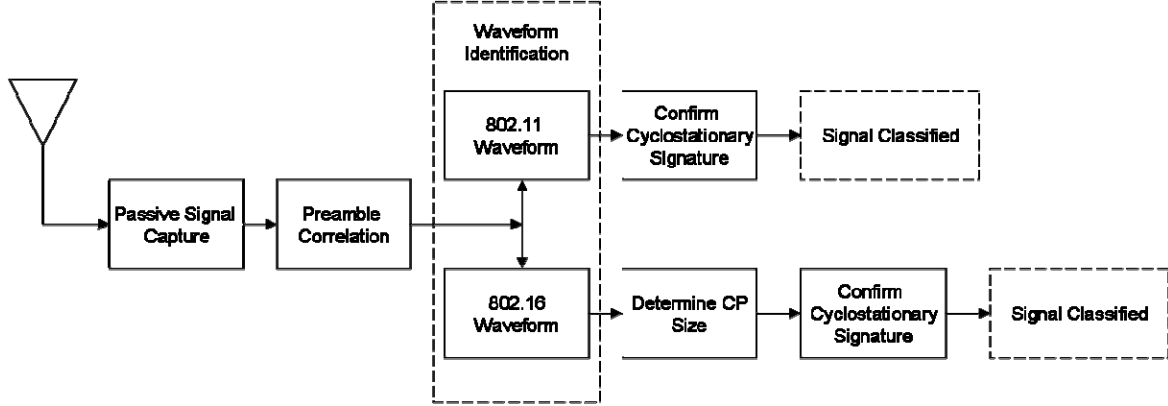 Waveform
Identification
802.11
Waveform
Confirm
Cyclostationary
Signature
Signal Classified
Passive Signal
Capture
Preamble
Correlation
802.16
Waveform
Determine CP
Size
Confirm
Cyclostationary
Signature
Signal Classified